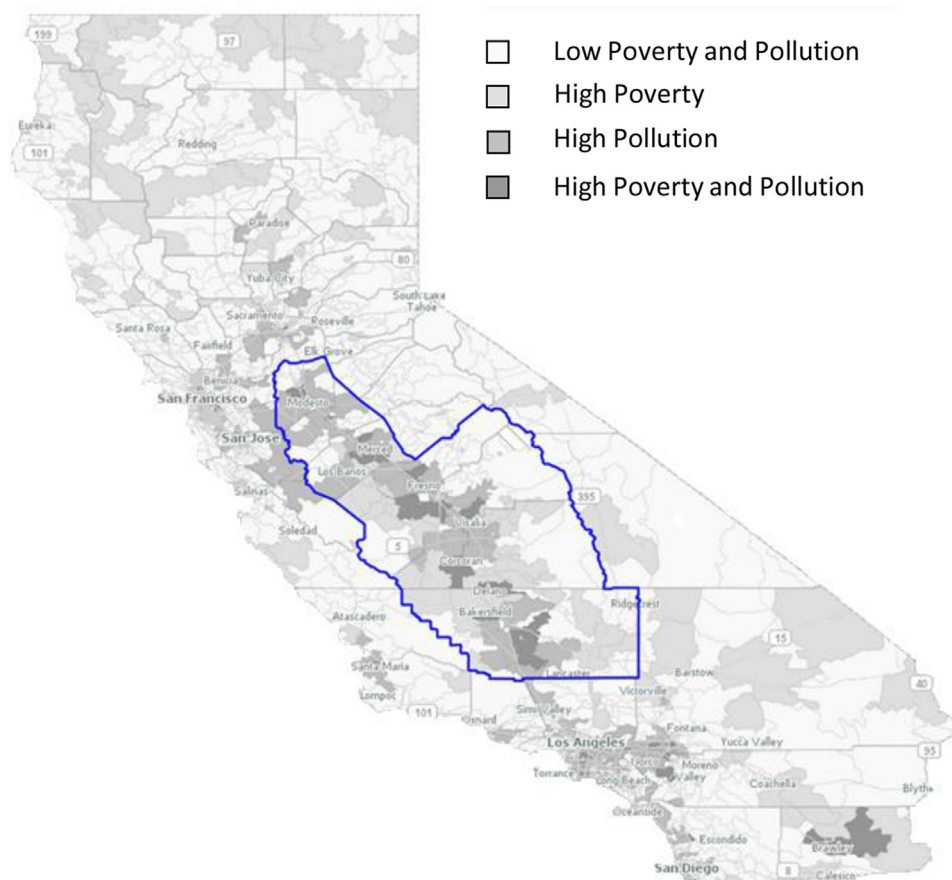 Low Poverty and Pollution
High Poverty
High Pollution
High Poverty and Pollution
199
97
Eureka
101
Redding
Paradise
80
Yuba City
South Lake
Tahoe
Sacramento
Roseville
Santa Rosa
Fairfield
Elk Grove
Benicia
San Francisco
Modesto
San Jose
Merced
Los Banos
Fresno
Salinas
395
Visalia
Soledad
5
Corcoran
Delano
Ridgecrest
Bakersfield
Atascadero
15
Santa Maria
Lancaster
Barstow
40
Lompoc
Victorville
101
Simi Valley
Oxnard
Fontana
Los Angeles
Yucca Valley
95
Norco
Moreno
Valley
Torrance
Long Beach
Coachella
Blythe
Oceanside
Escondido
Brawley
San Diego
8
Calexico